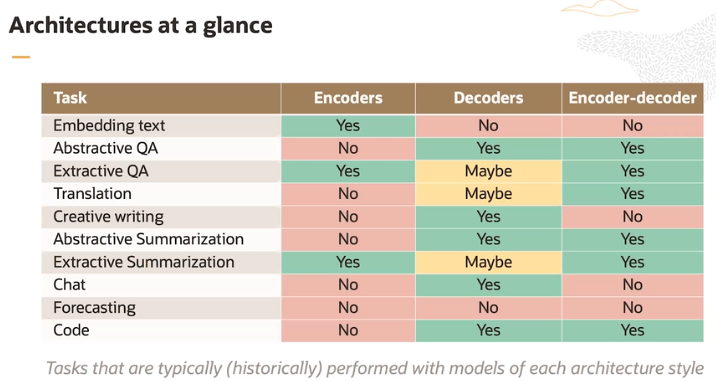 Architectures at a glance
Task Encoders Decoders Encoder-decoder
Embedding text Yes No No
Abstractive QA No Yes Yes
Extractive QA Yes Maybe Yes
Translation No Maybe Yes
Creative writing No Yes No
Abstractive Summarization No Yes Yes
Extractive Summarization Yes Maybe Yes
Chat No Yes No
Forecasting No No No
Code No Yes Yes
Tasks that are typically (historically) performed with models of each architecture style